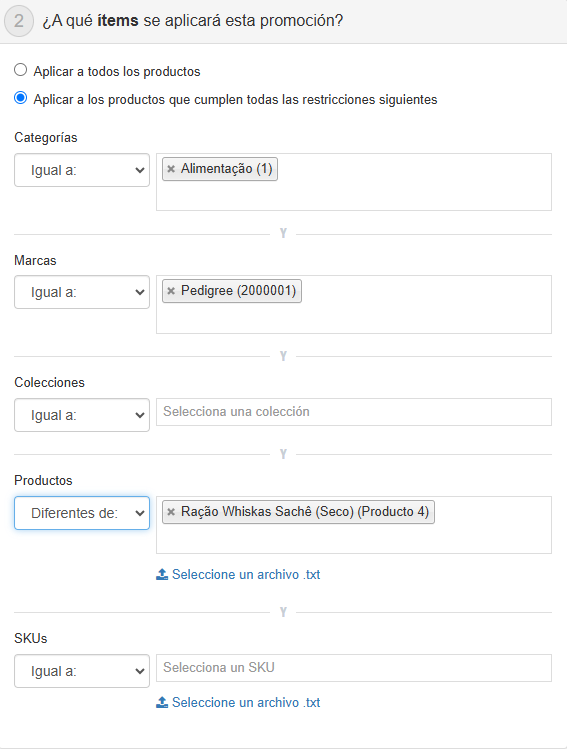 2 ¿A qué ítems se aplicará esta promoción?
Aplicar a todos los productos
Aplicar a los productos que cumplen todas las restricciones siguientes
Categorías
Igual a: × Alimentação (1)
Y
Marcas
Igual a: × Pedigree (2000001)
Y
Colecciones
Igual a: Selecciona una colección
Y
Productos
Diferentes de: × Ração Whiskas Sachê (Seco) (Producto 4)
Seleccione un archivo .txt
Y
SKUs
Igual a: Selecciona un SKU
Seleccione un archivo .txt